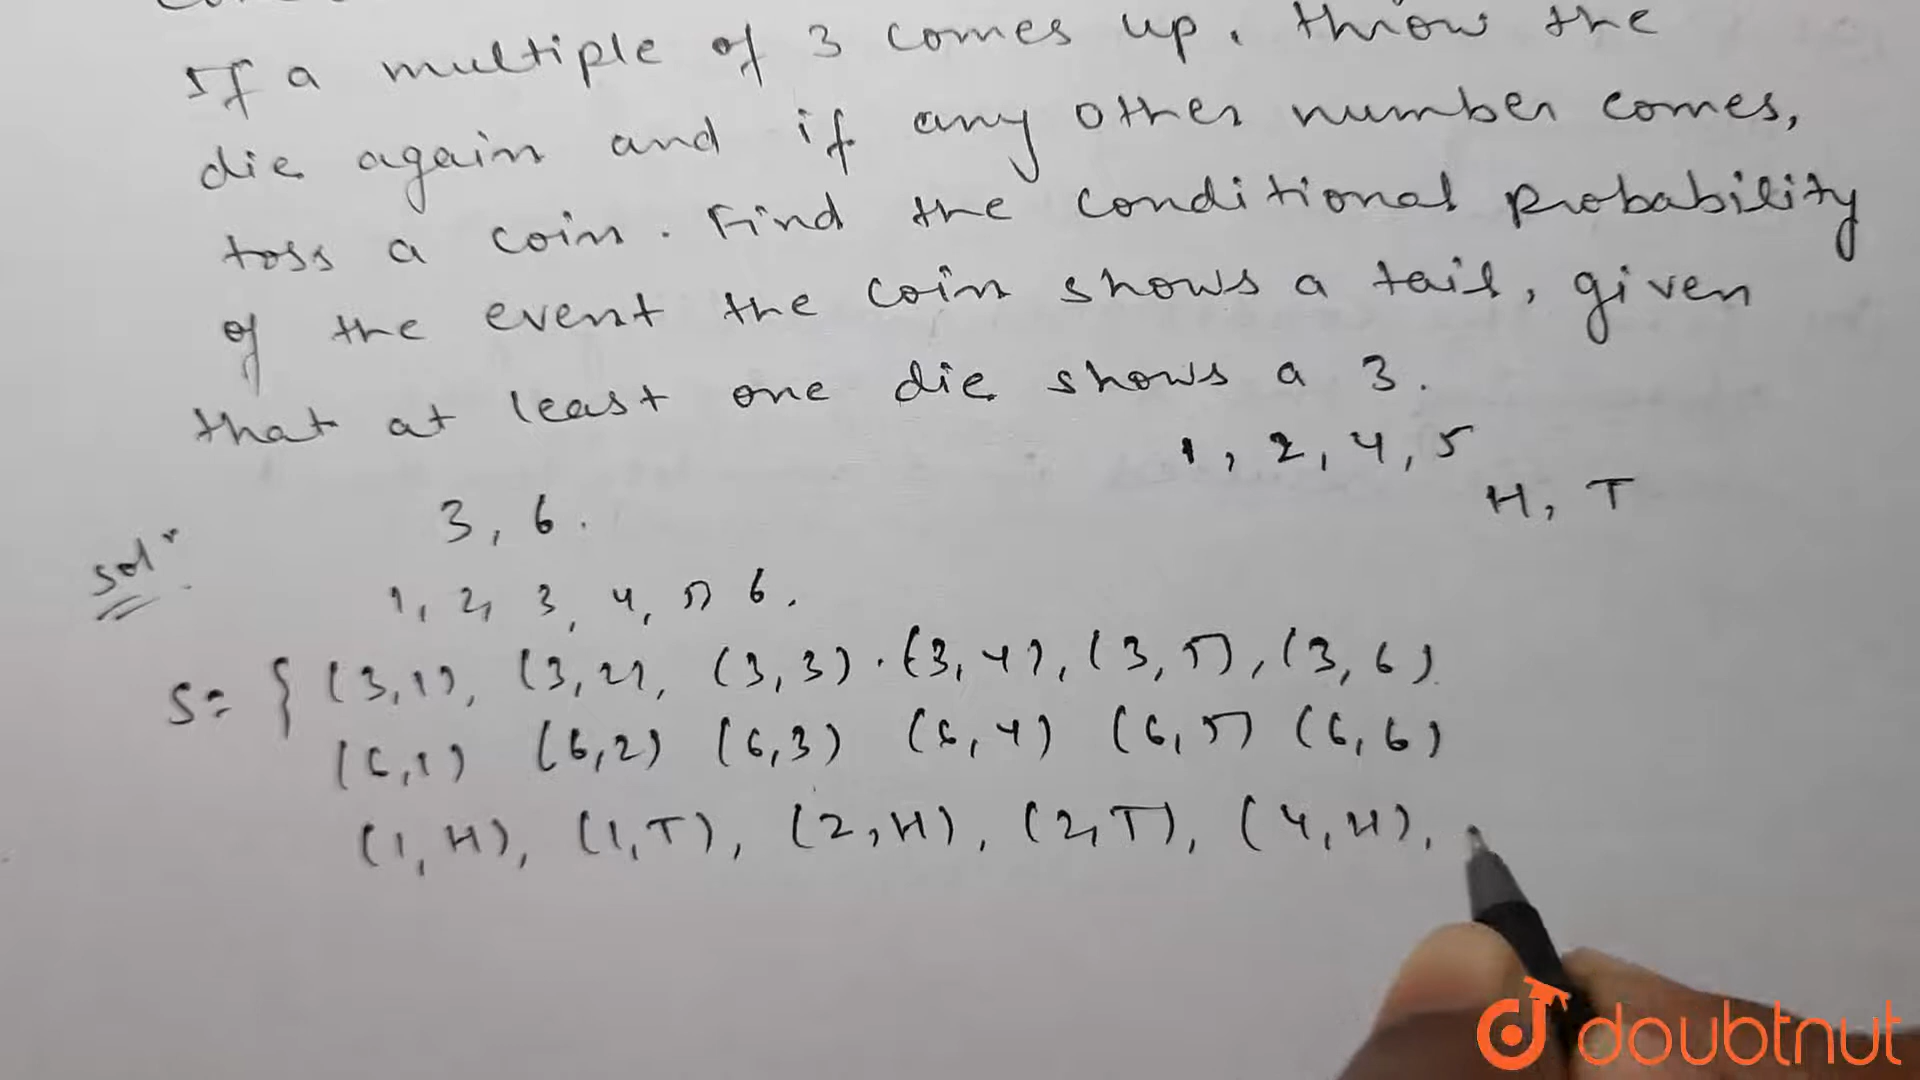 If a multiple of 3 comes up, throw the
die again and if any other number comes,
toss a coin. Find the conditional probability
of the event the coin shows a tail, given
that at least one die shows a 3.
1, 2, 4, 5
H, T
3, 6.
Sol
1, 2, 3, 4, 5, 6.
S= { (3,1), (3,2), (3,3). (3,4), (3,5), (3,6)
(6,1) (6,2) (6,3) (6,4) (6,5) (6,6)
(1,H), (1,T), (2,H), (2,T), (4,H),
doubtnut